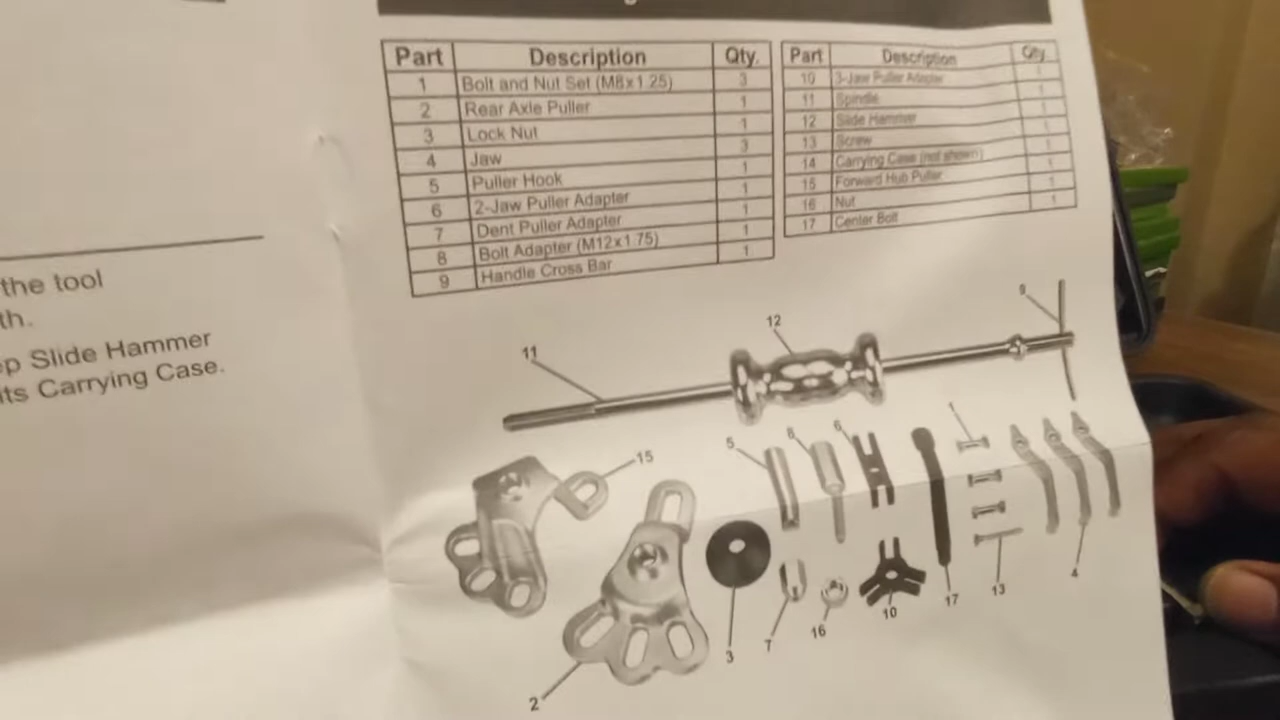 the tool
th.
p Slide Hammer
its Carrying Case.
Part Description Qty.
1 Bolt and Nut Set (M8x1.25) 3
2 Rear Axle Puller 1
3 Lock Nut 1
4 Jaw 3
5 Puller Hook 1
6 2-Jaw Puller Adapter 1
7 Dent Puller Adapter 1
8 Bolt Adapter (M12x1.75) 1
9 Handle Cross Bar 1
Part Description Qty.
10 3-Jaw Puller Adapter 1
11 Spindle 1
12 Slide Hammer 1
13 Screw 1
14 Carrying Case (not shown) 1
15 Forward Hub Puller 1
16 Nut 1
17 Center Bolt 1
9
12
11
1
6
8
5
15
4
13
17
10
16
7
3
2